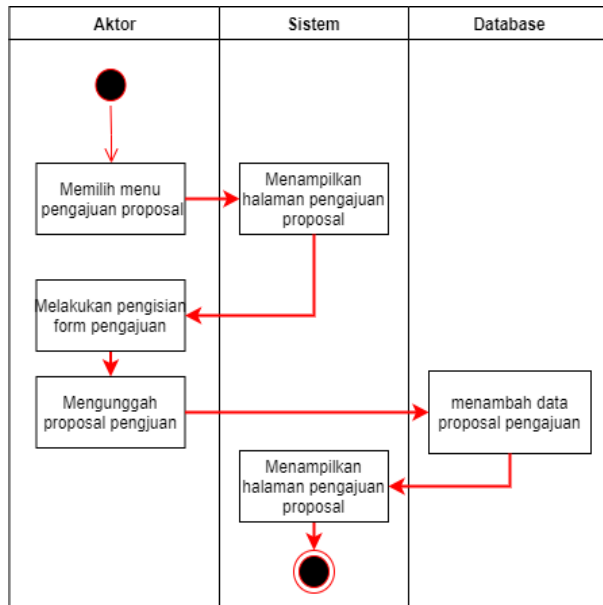 Aktor
Sistem
Database
Memilih menu
pengajuan proposal
Menampilkan
halaman pengajuan
proposal
Melakukan pengisian
form pengajuan
Mengunggah
proposal pengjuan
menambah data
proposal pengajuan
Menampilkan
halaman pengajuan
proposal